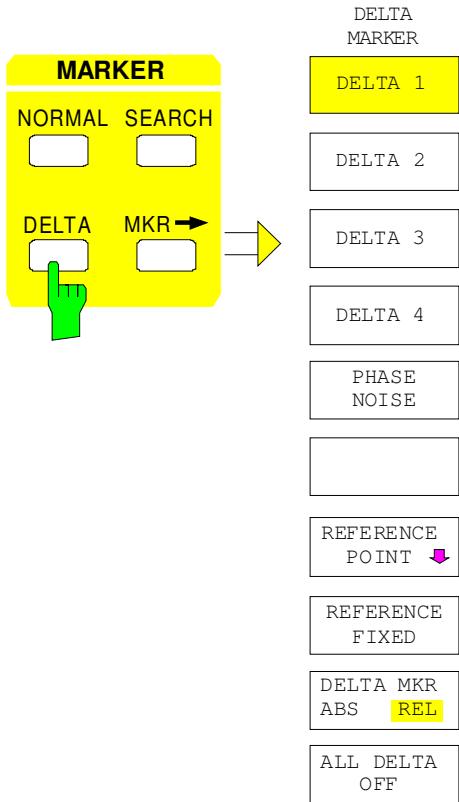 MARKER
NORMAL SEARCH
DELTA MKR
DELTA
MARKER
DELTA 1
DELTA 2
DELTA 3
DELTA 4
PHASE
NOISE
REFERENCE
POINT
REFERENCE
FIXED
DELTA MKR
ABS REL
ALL DELTA
OFF